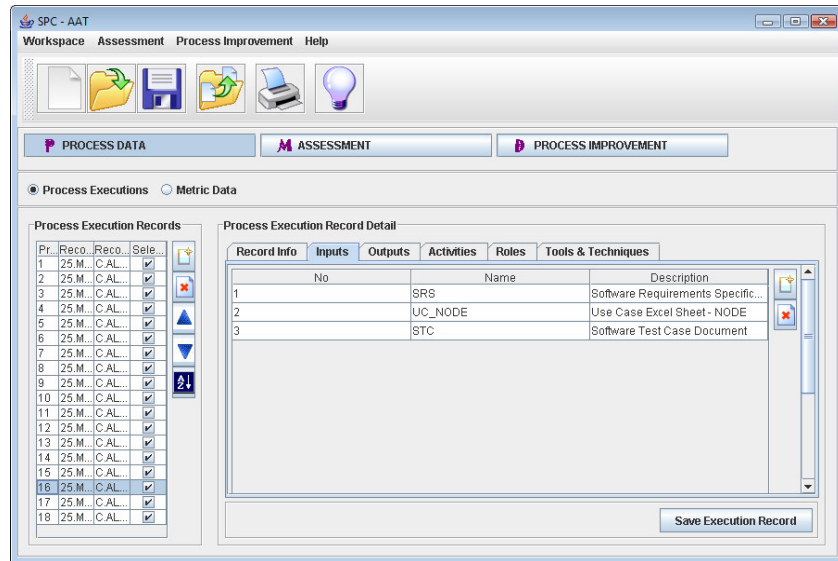 SPC - AAT
Workspace Assessment Process Improvement Help
P PROCESS DATA M ASSESSMENT D PROCESS IMPROVEMENT
Process Executions Metric Data
Process Execution Records Process Execution Record Detail
Record Info Inputs Outputs Activities Roles Tools & Techniques
Pr... Reco... Reco... Sele...
No Name Description
1 25.M... C.AL...
2 25.M... C.AL...
3 25.M... C.AL...
4 25.M... C.AL...
5 25.M... C.AL...
6 25.M... C.AL...
7 25.M... C.AL...
8 25.M... C.AL...
9 25.M... C.AL...
10 25.M... C.AL...
11 25.M... C.AL...
12 25.M... C.AL...
13 25.M... C.AL...
14 25.M... C.AL...
15 25.M... C.AL...
16 25.M... C.AL...
17 25.M... C.AL...
18 25.M... C.AL...
A Z
1 SRS Software Requirements Specific...
2 UC_NODE Use Case Excel Sheet - NODE
3 STC Software Test Case Document
Save Execution Record